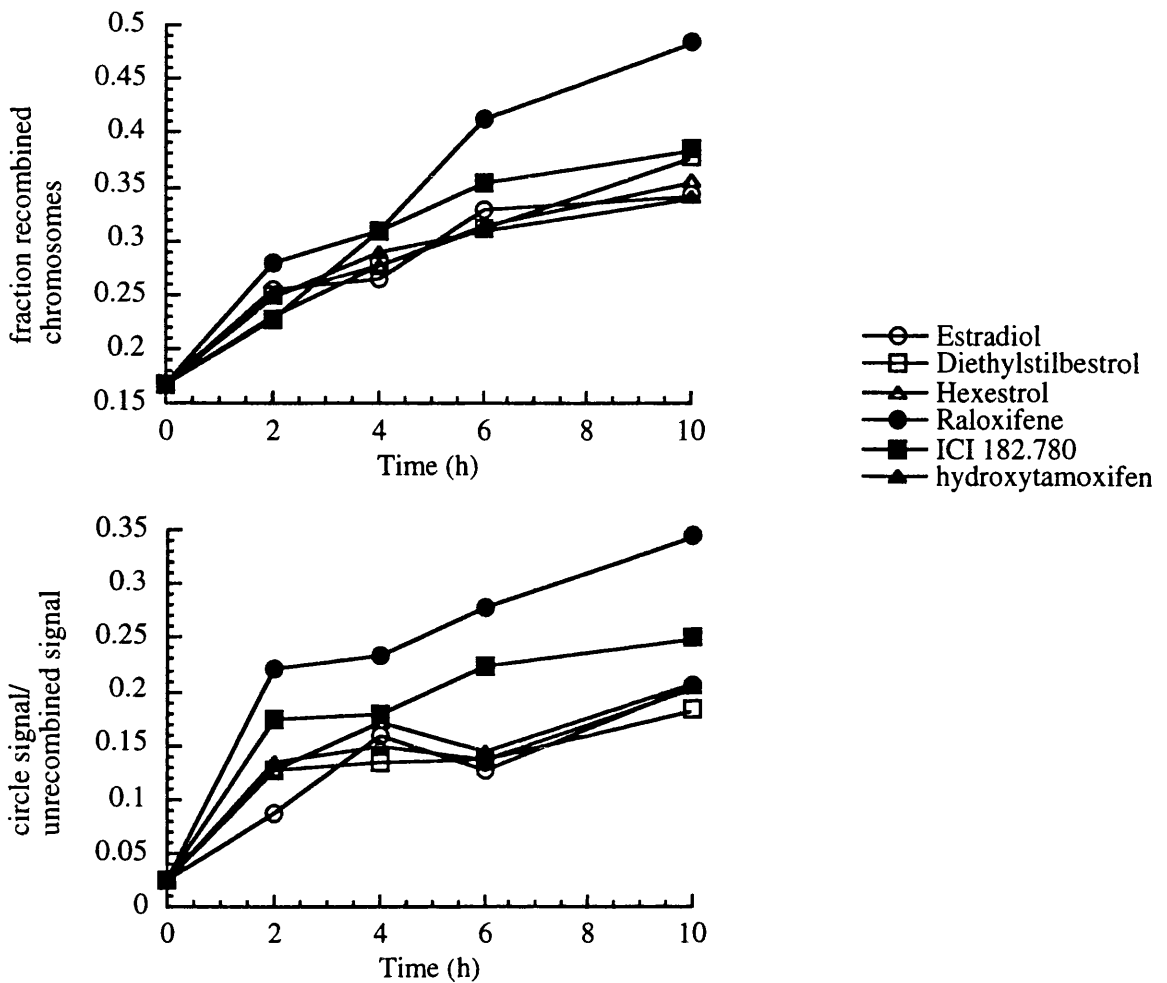 0.5
0.45
0.4
0.35
0.3
0.25
0.2
0.15
fraction recombined
chromosomes
0 2 4 6 8 10
Time (h)
Estradiol
Diethylstilbestrol
Hexestrol
Raloxifene
ICI 182.780
hydroxytamoxifen
0.35
0.3
0.25
0.2
0.15
0.1
0.05
0
circle signal/
unrecombined signal
0 2 4 6 8 10
Time (h)